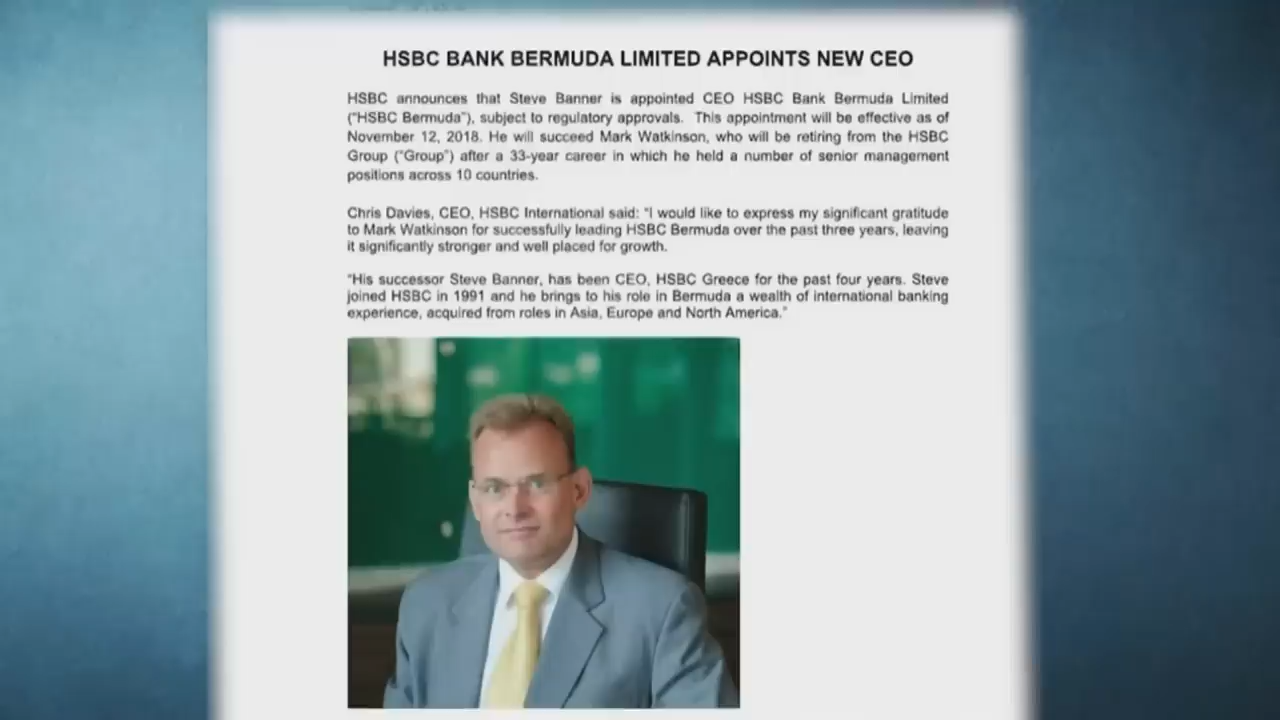 HSBC BANK BERMUDA LIMITED APPOINTS NEW CEO
HSBC announces that Steve Banner is appointed CEO HSBC Bank Bermuda Limited
("HSBC Bermuda"), subject to regulatory approvals. This appointment will be effective as of
November 12, 2018. He will succeed Mark Watkinson, who will be retiring from the HSBC
Group ("Group") after a 33-year career in which he held a number of senior management
positions across 10 countries.
Chris Davies, CEO, HSBC International said: "I would like to express my significant gratitude
to Mark Watkinson for successfully leading HSBC Bermuda over the past three years, leaving
it significantly stronger and well placed for growth.
"His successor Steve Banner, has been CEO, HSBC Greece for the past four years. Steve
joined HSBC in 1991 and he brings to his role in Bermuda a wealth of international banking
experience, acquired from roles in Asia, Europe and North America."